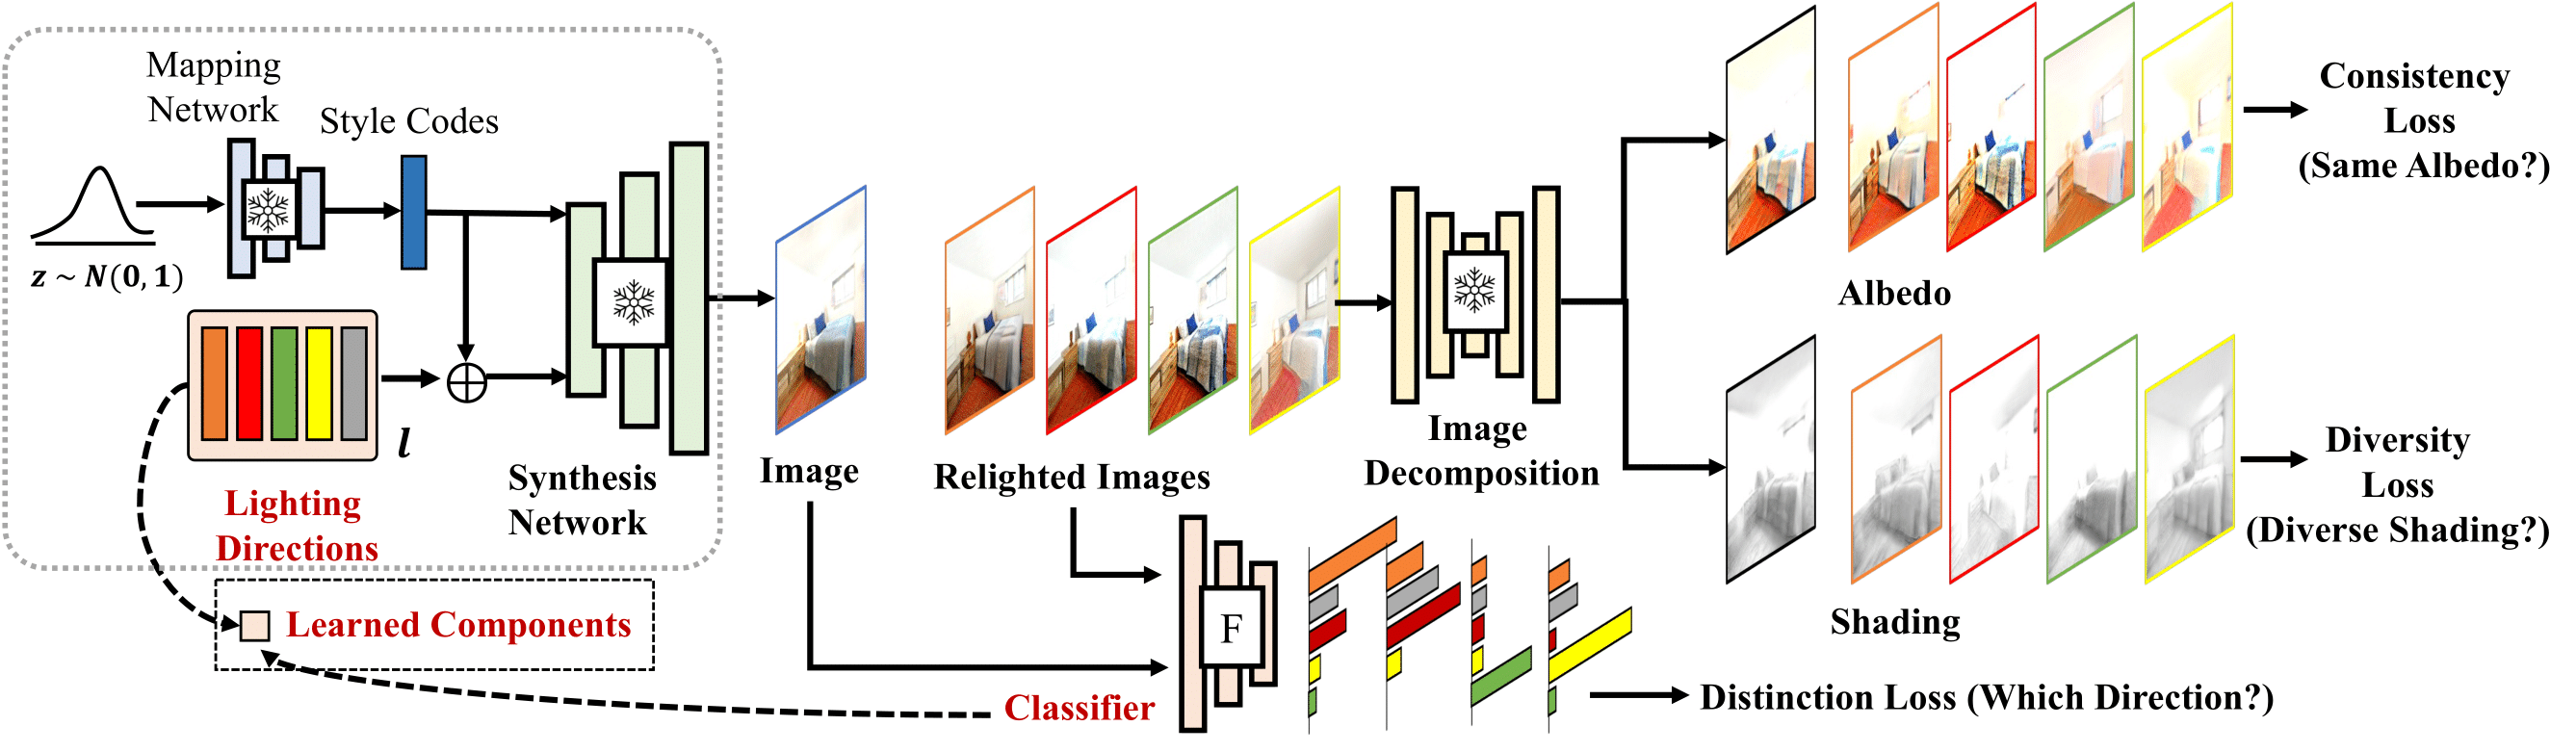 Mapping
Network
Style Codes
z ~ N(0, 1)
l
Lighting
Directions
Synthesis
Network
Learned Components
Image
Relighted Images
Image
Decomposition
F
Classifier
Albedo
Shading
Consistency
Loss
(Same Albedo?)
Diversity
Loss
(Diverse Shading?)
Distinction Loss (Which Direction?)